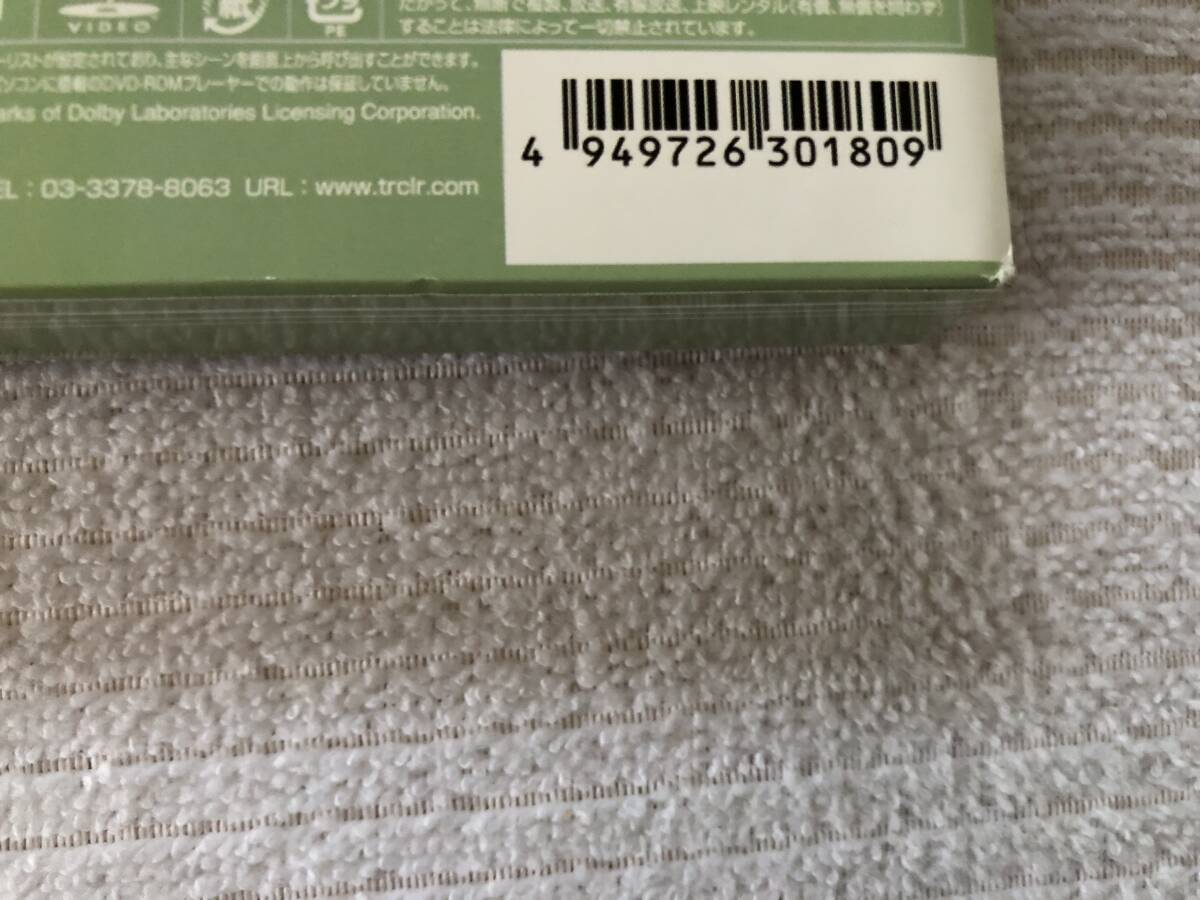 VIDEO
紙
プラ
PE
だかって、無断で複製、放送、有線放送、上映、レンタル(有償、無償を問わず)
することは法律によって一切禁止されています。
ーリストが設定されており、主なシーンを画面上から呼び出すことができます。
パソコンに搭載のDVD-ROMプレーヤーでの動作は保証していません。
arks of Dolby Laboratories Licensing Corporation.
EL : 03-3378-8063 URL : www.trclr.com
4 949726 301809